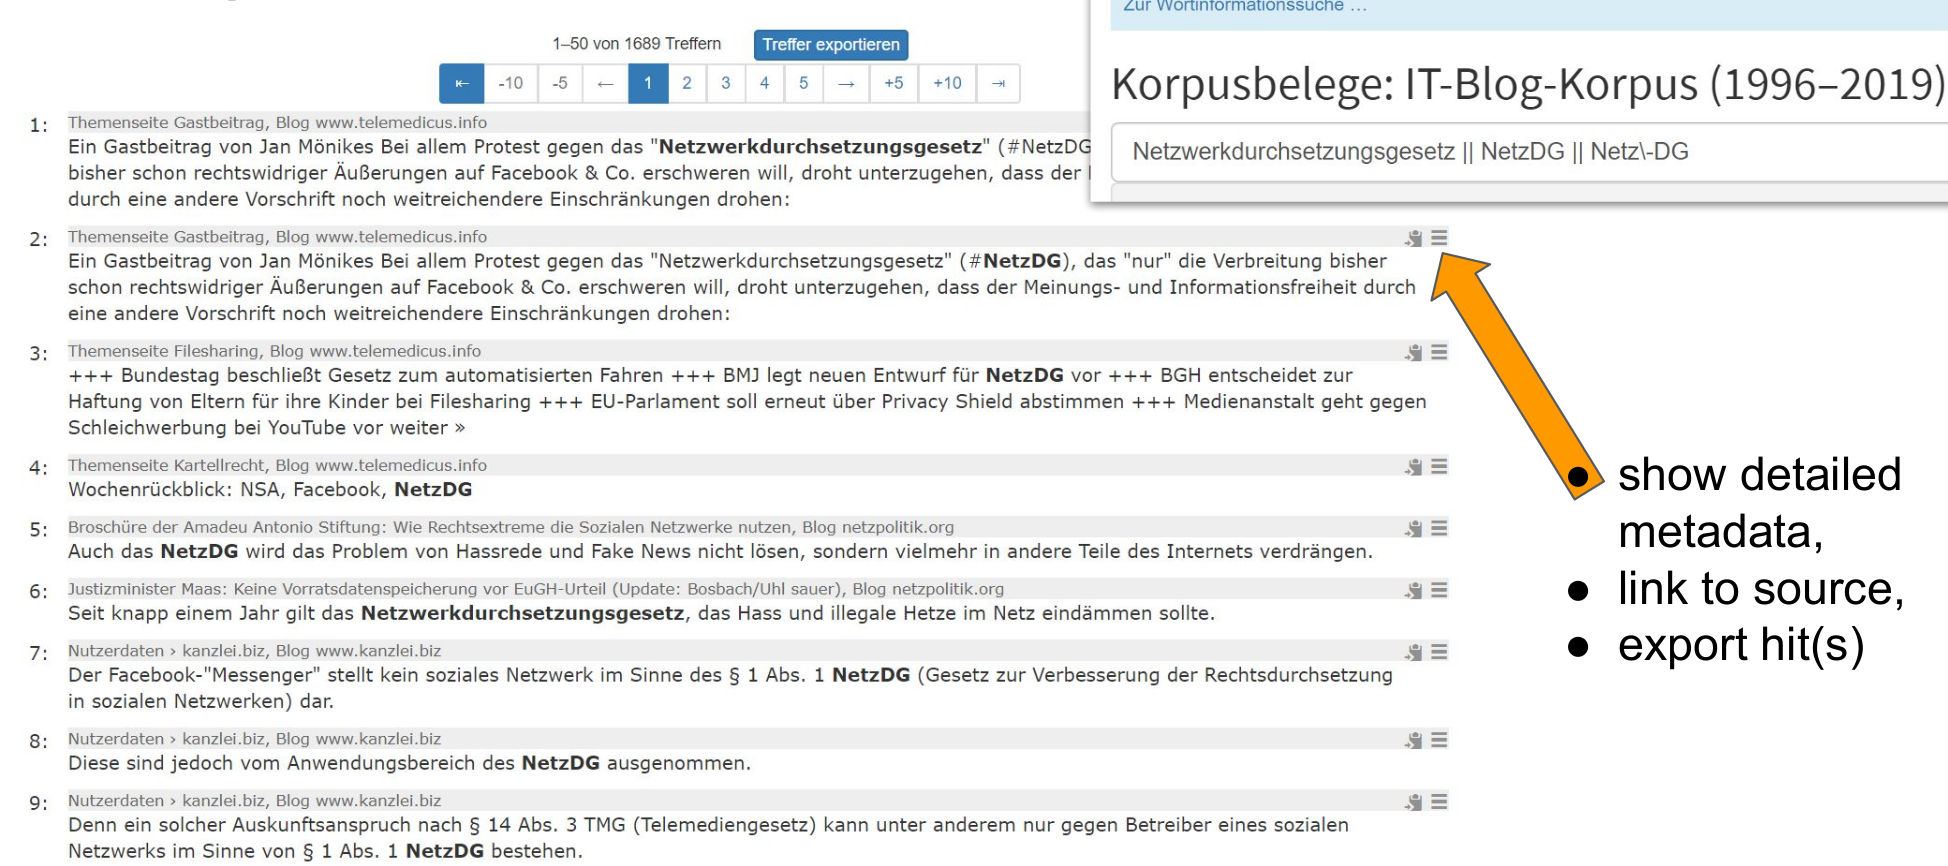 Zur Wortinformationssuche …
Korpusbelege: IT-Blog-Korpus (1996–2019)
Netzwerkdurchsetzungsgesetz || NetzDG || Netz\-DG
1–50 von 1689 Treffern Treffer exportieren
⇤ -10 -5 ← 1 2 3 4 5 → +5 +10 ⇥
1: Themenseite Gastbeitrag, Blog www.telemedicus.info
Ein Gastbeitrag von Jan Mönikes Bei allem Protest gegen das "Netzwerkdurchsetzungsgesetz" (#NetzDG
bisher schon rechtswidriger Äußerungen auf Facebook & Co. erschweren will, droht unterzugehen, dass der
durch eine andere Vorschrift noch weitreichendere Einschränkungen drohen:
2: Themenseite Gastbeitrag, Blog www.telemedicus.info
Ein Gastbeitrag von Jan Mönikes Bei allem Protest gegen das "Netzwerkdurchsetzungsgesetz" (#NetzDG), das "nur" die Verbreitung bisher
schon rechtswidriger Äußerungen auf Facebook & Co. erschweren will, droht unterzugehen, dass der Meinungs- und Informationsfreiheit durch
eine andere Vorschrift noch weitreichendere Einschränkungen drohen:
3: Themenseite Filesharing, Blog www.telemedicus.info
+++ Bundestag beschließt Gesetz zum automatisierten Fahren +++ BMJ legt neuen Entwurf für NetzDG vor +++ BGH entscheidet zur
Haftung von Eltern für ihre Kinder bei Filesharing +++ EU-Parlament soll erneut über Privacy Shield abstimmen +++ Medienanstalt geht gegen
Schleichwerbung bei YouTube vor weiter »
4: Themenseite Kartellrecht, Blog www.telemedicus.info
Wochenrückblick: NSA, Facebook, NetzDG
5: Broschüre der Amadeu Antonio Stiftung: Wie Rechtsextreme die Sozialen Netzwerke nutzen, Blog netzpolitik.org
Auch das NetzDG wird das Problem von Hassrede und Fake News nicht lösen, sondern vielmehr in andere Teile des Internets verdrängen.
6: Justizminister Maas: Keine Vorratsdatenspeicherung vor EuGH-Urteil (Update: Bosbach/Uhl sauer), Blog netzpolitik.org
Seit knapp einem Jahr gilt das Netzwerkdurchsetzungsgesetz, das Hass und illegale Hetze im Netz eindämmen sollte.
7: Nutzerdaten › kanzlei.biz, Blog www.kanzlei.biz
Der Facebook-"Messenger" stellt kein soziales Netzwerk im Sinne des § 1 Abs. 1 NetzDG (Gesetz zur Verbesserung der Rechtsdurchsetzung
in sozialen Netzwerken) dar.
8: Nutzerdaten › kanzlei.biz, Blog www.kanzlei.biz
Diese sind jedoch vom Anwendungsbereich des NetzDG ausgenommen.
9: Nutzerdaten › kanzlei.biz, Blog www.kanzlei.biz
Denn ein solcher Auskunftsanspruch nach § 14 Abs. 3 TMG (Telemediengesetz) kann unter anderem nur gegen Betreiber eines sozialen
Netzwerks im Sinne von § 1 Abs. 1 NetzDG bestehen.
● show detailed
metadata,
● link to source,
● export hit(s)